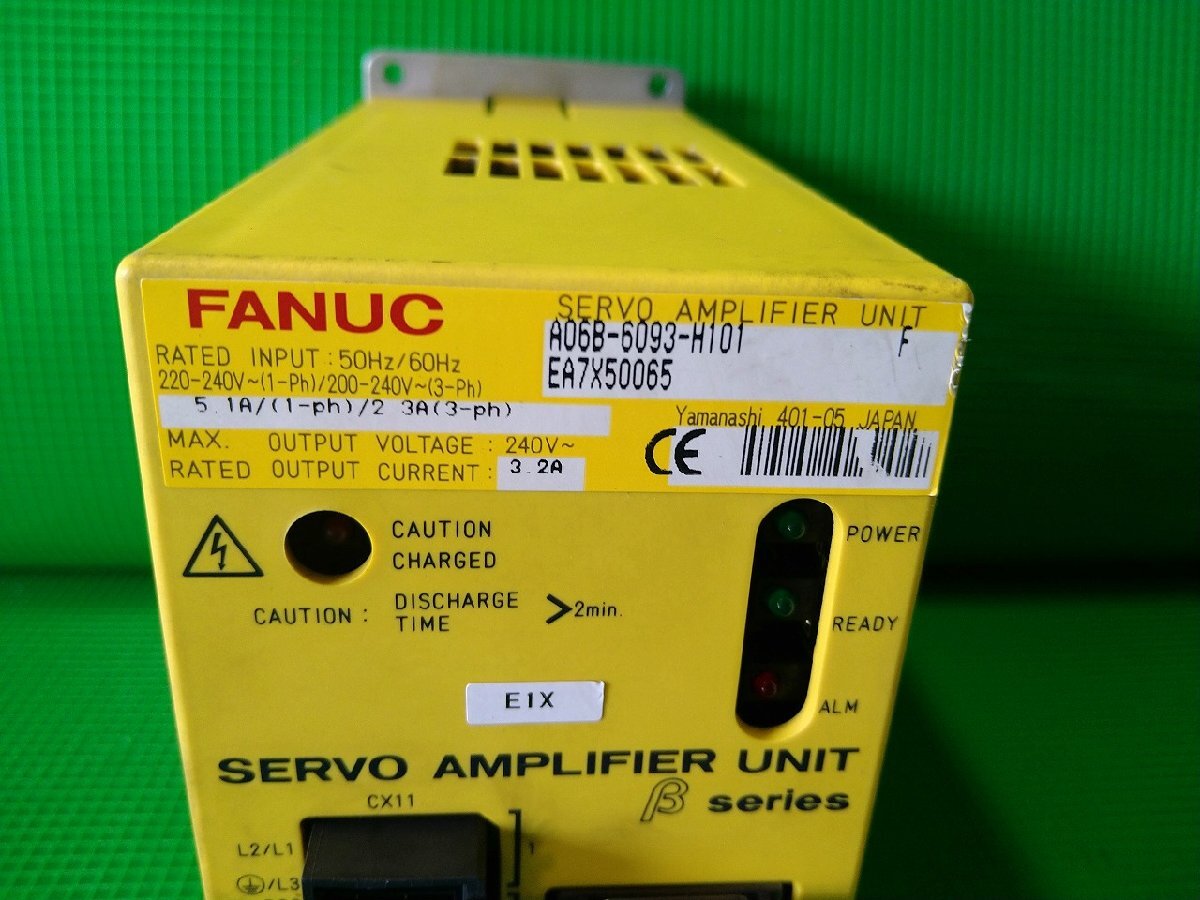 FANUC
SERVO AMPLIFIER UNIT
A06B-6093-H101 F
EA7X50065
RATED INPUT: 50Hz/60Hz
220-240V~(1-Ph)/200-240V~(3-Ph)
5.1A/(1-ph)/2 3A(3-ph)
Yamanashi 401-05 JAPAN
MAX. OUTPUT VOLTAGE : 240V~
RATED OUTPUT CURRENT: 3.2A
CE
CAUTION
CHARGED
POWER
CAUTION : DISCHARGE
TIME >2min.
READY
E1X
ALM
SERVO AMPLIFIER UNIT
β series
CX11
L2/L1
1
/L3